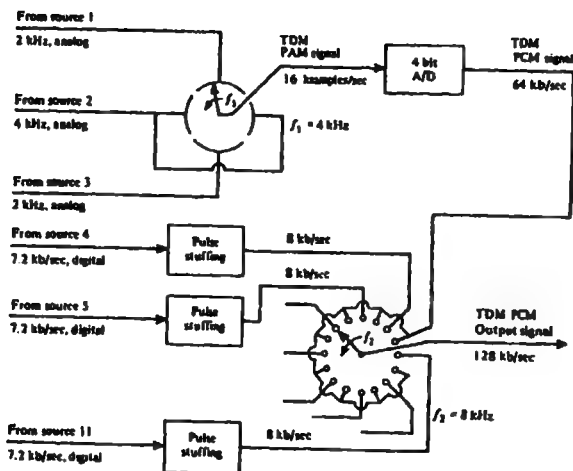 From source 1
2 kHz, analog
TDM
PAM signal
16 ksamples/sec
4 bit
A/D
TDM
PCM signal
64 kb/sec
From source 2
4 kHz, analog
f₁
f₁ = 4 kHz
From source 3
2 kHz, analog
From source 4
7.2 kb/sec, digital
Pulse
stuffing
8 kb/sec
8 kb/sec
From source 5
7.2 kb/sec, digital
Pulse
stuffing
f₂
TDM PCM
Output signal
128 kb/sec
f₂ = 8 kHz
From source 11
7.2 kb/sec, digital
Pulse
stuffing
8 kb/sec